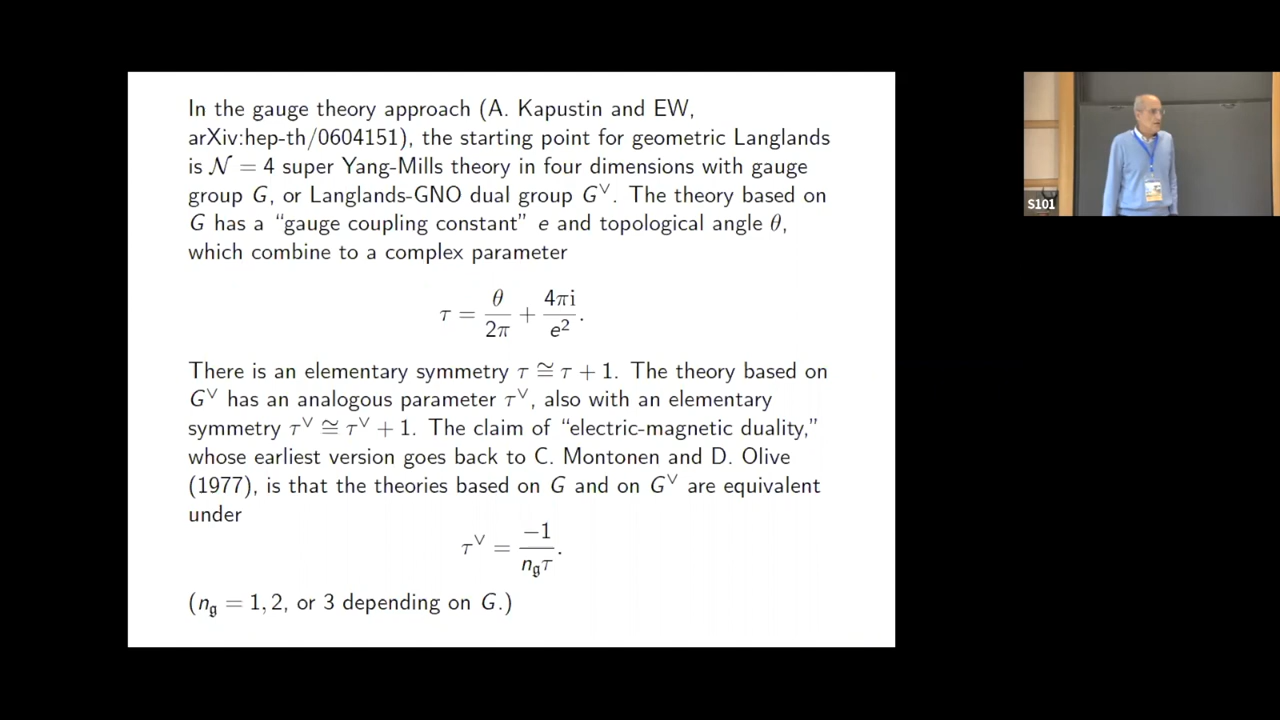 In the gauge theory approach (A. Kapustin and EW,
arXiv:hep-th/0604151), the starting point for geometric Langlands
is 𝒩 = 4 super Yang-Mills theory in four dimensions with gauge
group G, or Langlands-GNO dual group G^∨. The theory based on
G has a “gauge coupling constant” e and topological angle θ,
which combine to a complex parameter
τ = θ/2π + 4πi/e².
There is an elementary symmetry τ ≅ τ + 1. The theory based on
G^∨ has an analogous parameter τ^∨, also with an elementary
symmetry τ^∨ ≅ τ^∨ + 1. The claim of “electric-magnetic duality,”
whose earliest version goes back to C. Montonen and D. Olive
(1977), is that the theories based on G and on G^∨ are equivalent
under
τ^∨ = −1/n_𝔤τ.
(n_𝔤 = 1, 2, or 3 depending on G.)
S101